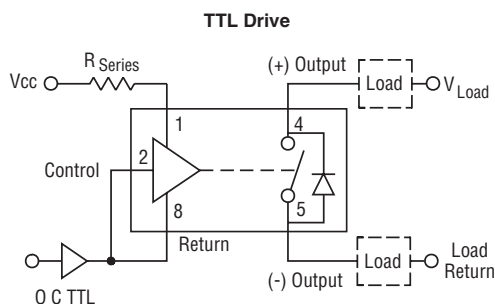 TTL Drive
R Series
Vcc
(+) Output
Load
V Load
1
4
Control
2
8
5
Return
O C TTL
(-) Output
Load
Load
Return